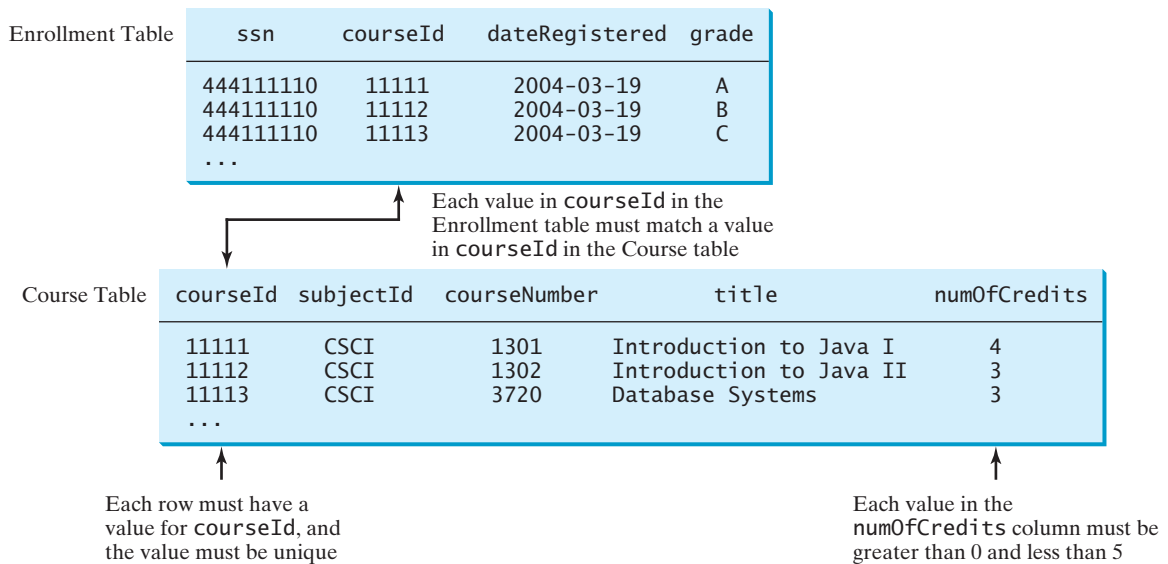 Enrollment Table
ssn courseId dateRegistered grade
444111110 11111 2004-03-19 A
444111110 11112 2004-03-19 B
444111110 11113 2004-03-19 C
...
Each value in courseId in the
Enrollment table must match a value
in courseId in the Course table
Course Table
courseId subjectId courseNumber title numOfCredits
11111 CSCI 1301 Introduction to Java I 4
11112 CSCI 1302 Introduction to Java II 3
11113 CSCI 3720 Database Systems 3
...
Each row must have a
value for courseId, and
the value must be unique
Each value in the
numOfCredits column must be
greater than 0 and less than 5